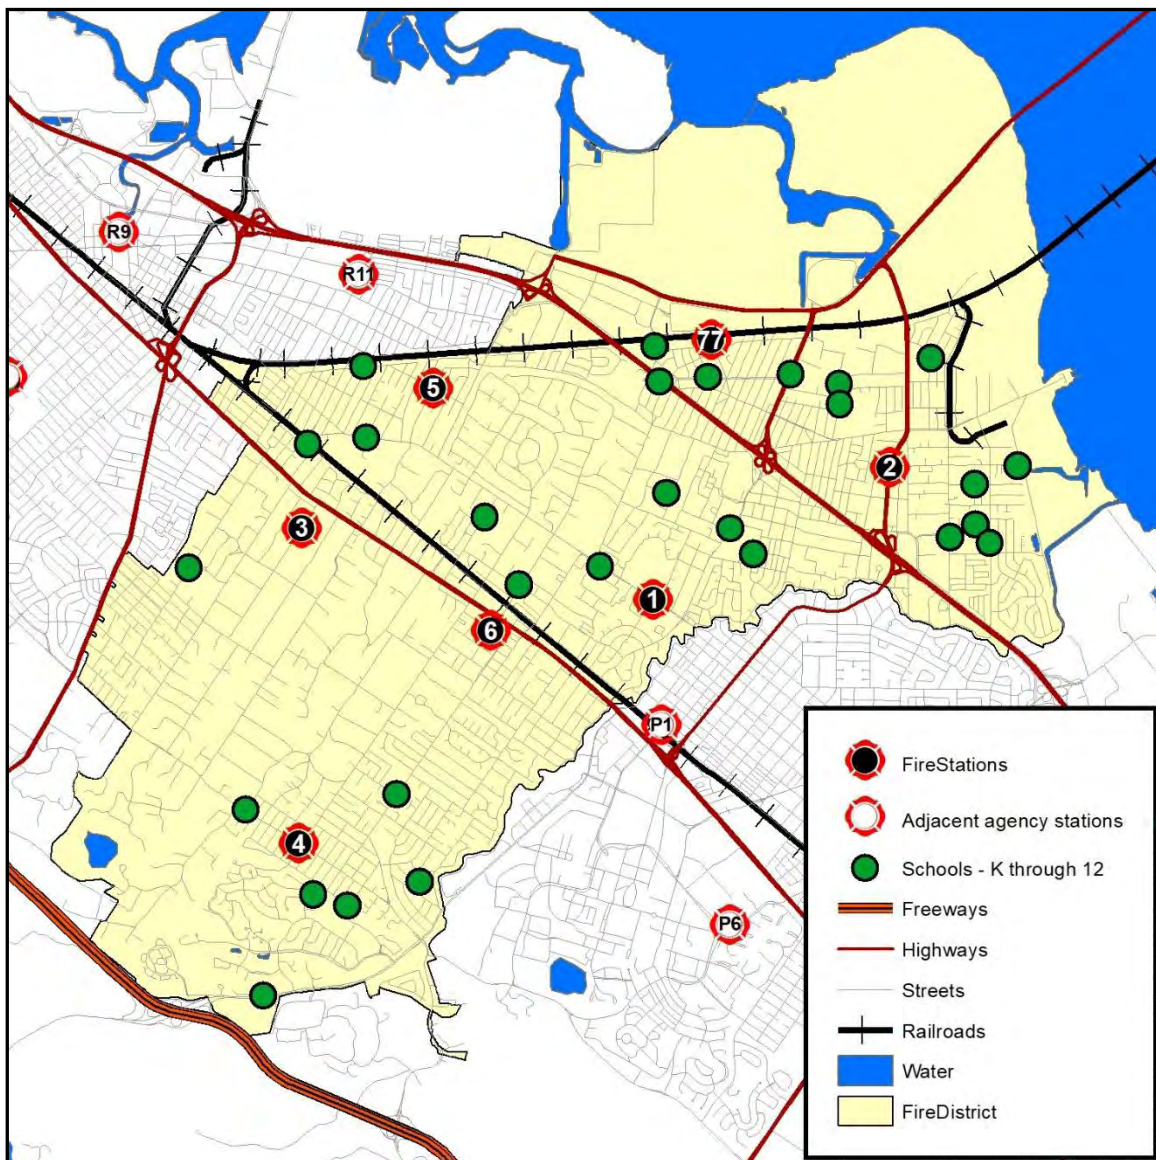 R9
R11
77
5
2
3
1
6
P1
4
P6
FireStations
Adjacent agency stations
Schools - K through 12
Freeways
Highways
Streets
Railroads
Water
FireDistrict